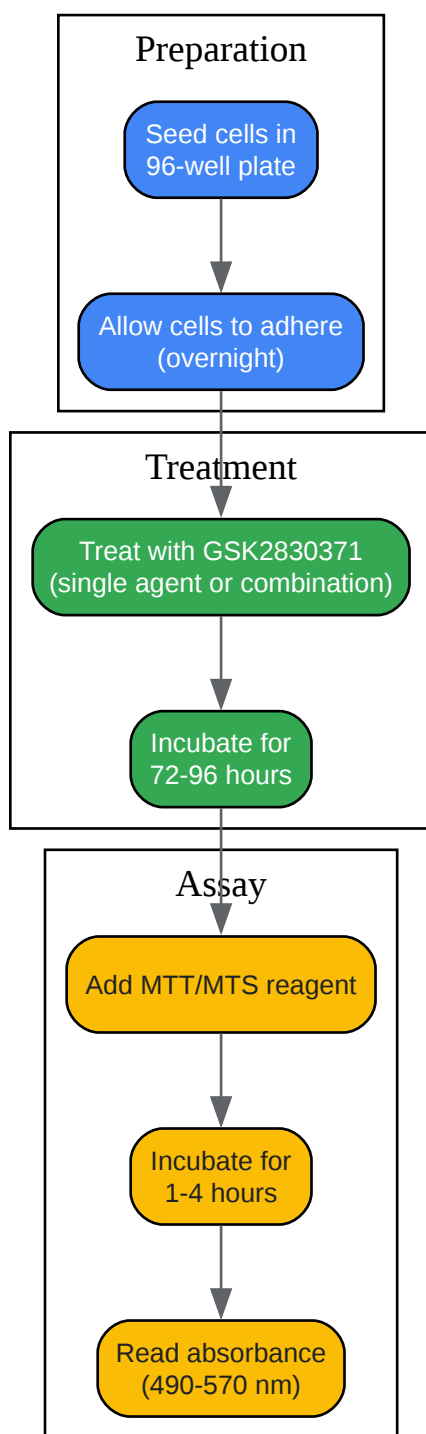 Preparation
Seed cells in
96-well plate
Allow cells to adhere
(overnight)
Treatment
Treat with GSK2830371
(single agent or combination)
Incubate for
72-96 hours
Assay
Add MTT/MTS reagent
Incubate for
1-4 hours
Read absorbance
(490-570 nm)